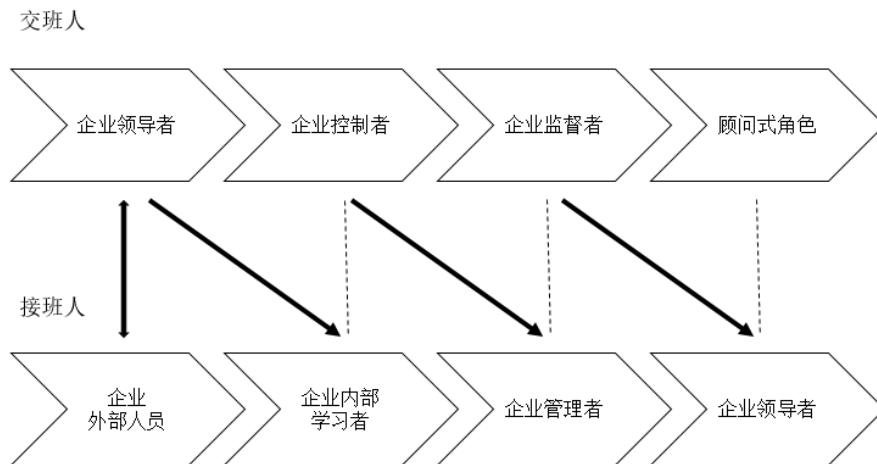 交班人
企业领导者
企业控制者
企业监督者
顾问式角色
接班人
企业
外部人员
企业内部
学习者
企业管理者
企业领导者